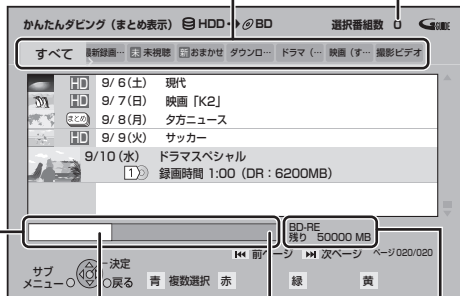 かんたんダビング（まとめ表示） HDD BD 選択番組数 0 GUIDE
すべて 最新録画… 未 未視聴 新 おまかせ ダウンロ… ドラマ（… 映画（す… 撮影ビデオ
HD 9/ 6(土) 現代
HD 9/ 7(日) 映画「K2」
まとめ 9/ 8(月) 夕方ニュース
HD 9/ 9(火) サッカー
9/10(水) ドラマスペシャル
1 録画時間 1:00（DR：6200MB）
BD-RE
残り 50000 MB
前ページ 次ページ ページ 020/020
サブメニュー 決定 戻る 青 複数選択 赤 緑 黄